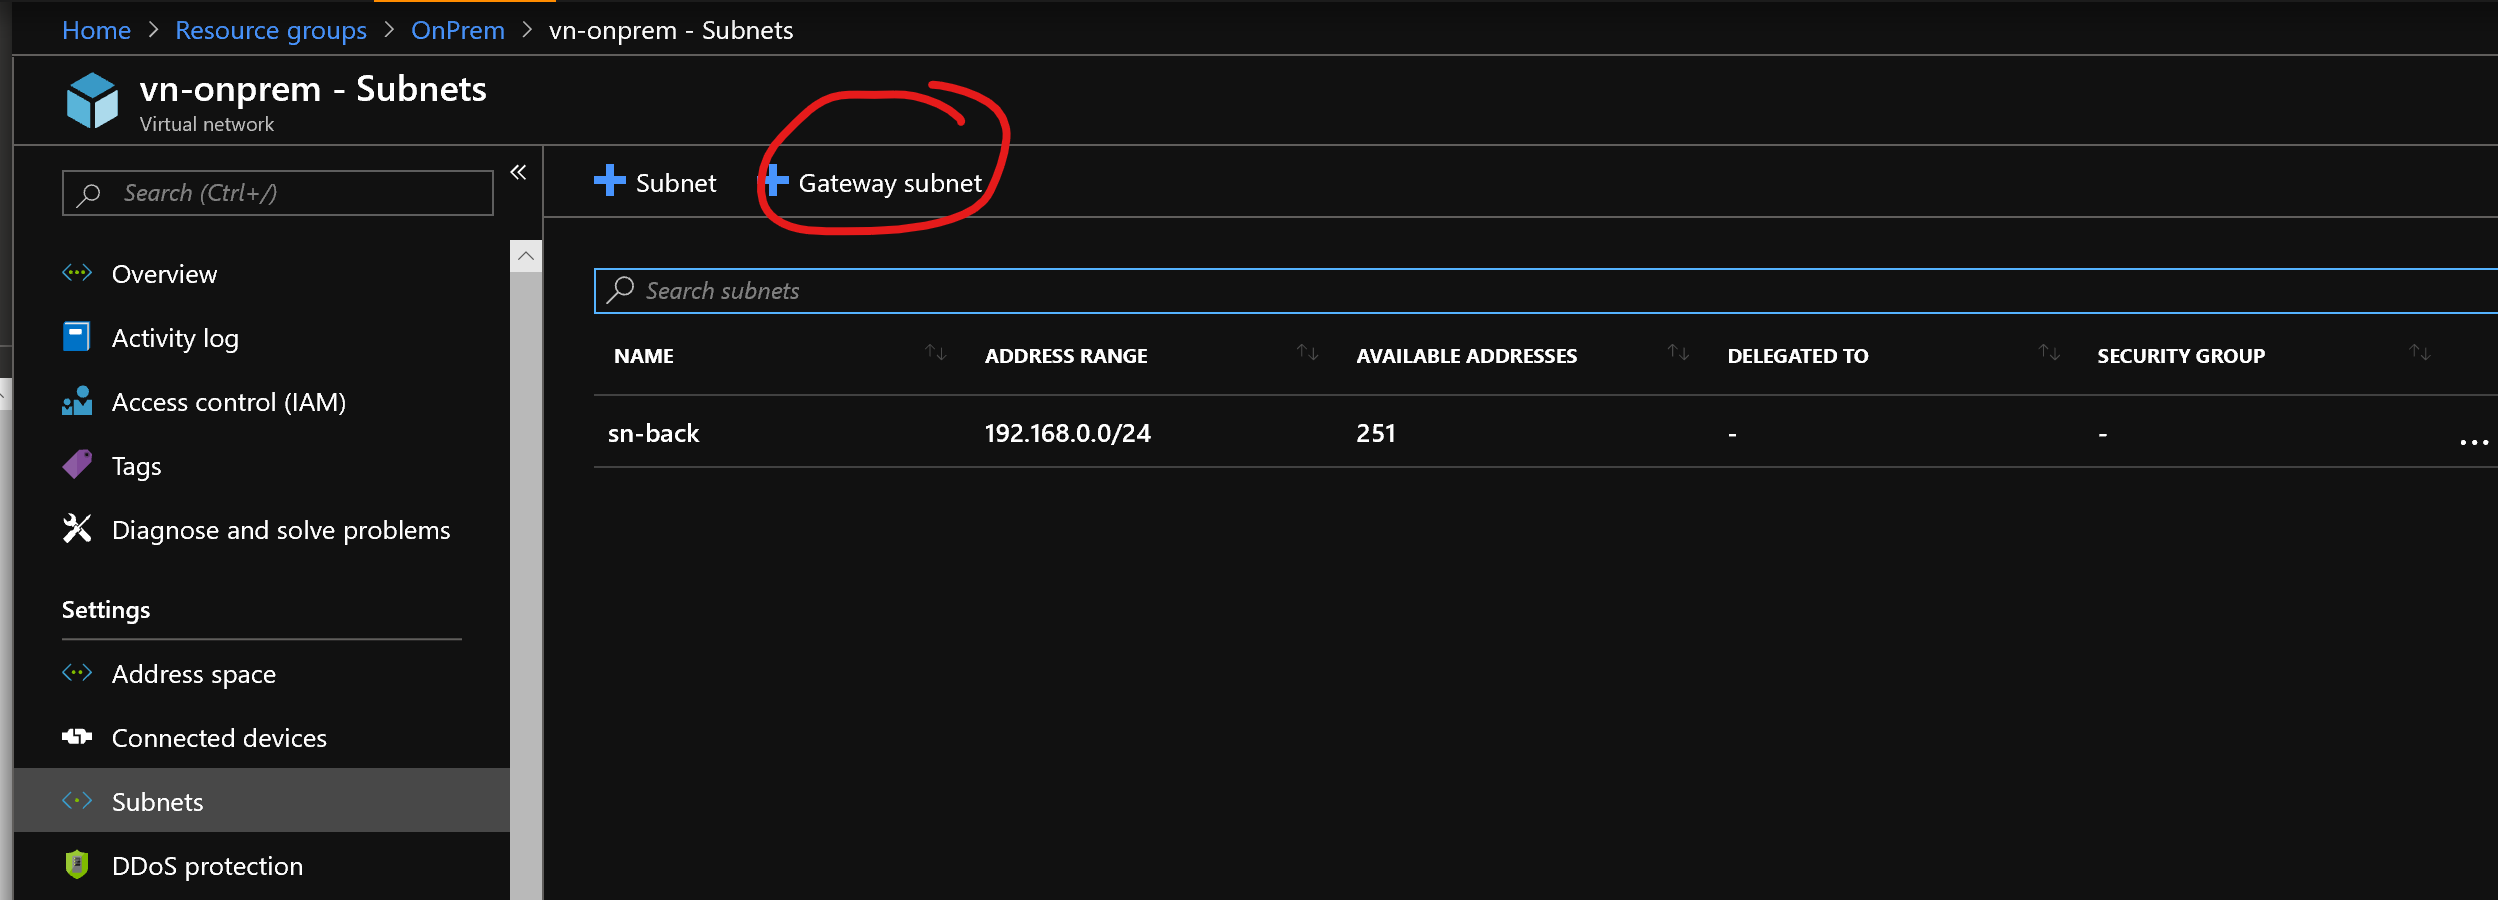 Home > Resource groups > OnPrem > vn-onprem - Subnets
vn-onprem - Subnets
Virtual network
Search (Ctrl+/)
«
Overview
Activity log
Access control (IAM)
Tags
Diagnose and solve problems
Settings
Address space
Connected devices
Subnets
DDoS protection
+ Subnet + Gateway subnet
Search subnets
NAME ADDRESS RANGE AVAILABLE ADDRESSES DELEGATED TO SECURITY GROUP
sn-back 192.168.0.0/24 251 - - ...